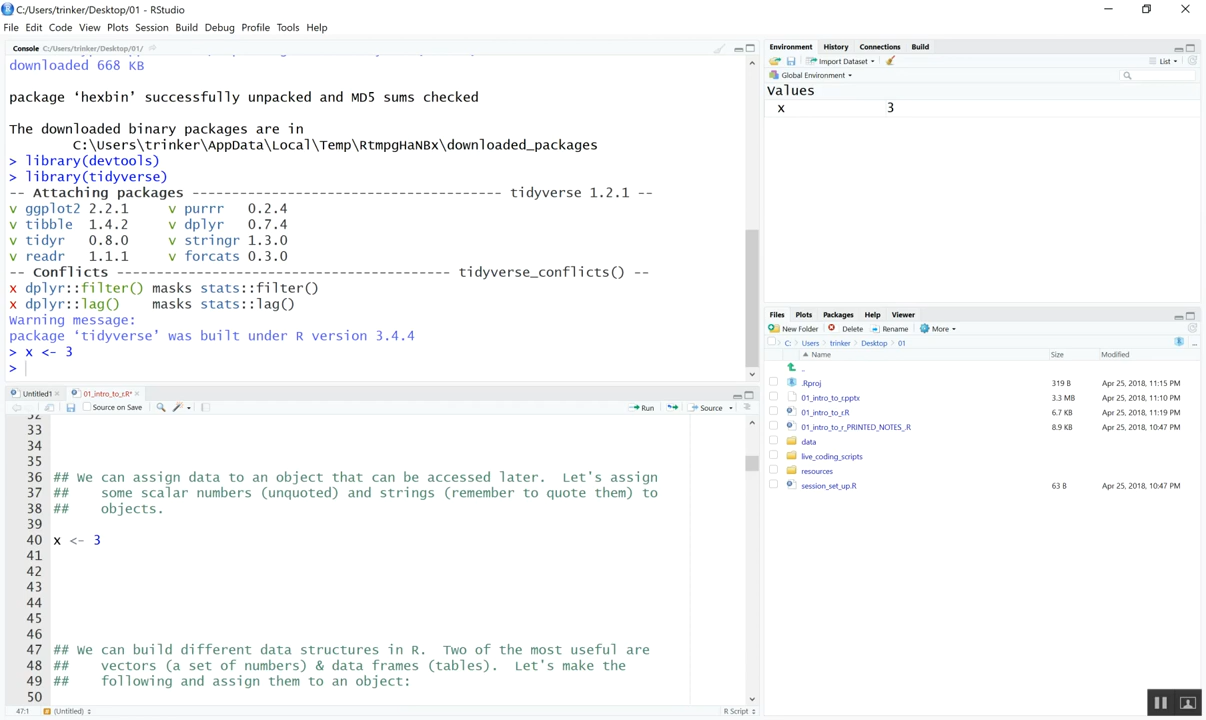 C:/Users/trinker/Desktop/01 - RStudio
File Edit Code View Plots Session Build Debug Profile Tools Help
Console C:/Users/trinker/Desktop/01/
downloaded 668 KB
package ‘hexbin’ successfully unpacked and MD5 sums checked
The downloaded binary packages are in
C:\Users\trinker\AppData\Local\Temp\RtmpgHaNBx\downloaded_packages
> library(devtools)
> library(tidyverse)
-- Attaching packages --------------------------------------- tidyverse 1.2.1 --
v ggplot2 2.2.1     v purrr   0.2.4
v tibble  1.4.2     v dplyr   0.7.4
v tidyr   0.8.0     v stringr 1.3.0
v readr   1.1.1     v forcats 0.3.0
-- Conflicts ------------------------------------------ tidyverse_conflicts() --
x dplyr::filter() masks stats::filter()
x dplyr::lag()    masks stats::lag()
Warning message:
package ‘tidyverse’ was built under R version 3.4.4
> x <- 3
>
Untitled1 01_intro_to_r.R*
Source on Save Run Source
32
33
34
35
36 ## We can assign data to an object that can be accessed later.  Let's assign
37 ##    some scalar numbers (unquoted) and strings (remember to quote them) to
38 ##    objects.
39
40 x <- 3
41
42
43
44
45
46
47 ## We can build different data structures in R.  Two of the most useful are
48 ##    vectors (a set of numbers) & data frames (tables).  Let's make the
49 ##    following and assign them to an object:
50
47:1 (Untitled) R Script
Environment History Connections Build
Import Dataset List
Global Environment
Values
x 3
Files Plots Packages Help Viewer
New Folder Delete Rename More
C: Users trinker Desktop 01 ...
Name Size Modified
..
.Rproj 319 B Apr 25, 2018, 11:15 PM
01_intro_to_r.pptx 3.3 MB Apr 25, 2018, 11:10 PM
01_intro_to_r.R 6.7 KB Apr 25, 2018, 11:19 PM
01_intro_to_r_PRINTED_NOTES_.R 8.9 KB Apr 25, 2018, 10:47 PM
data
live_coding_scripts
resources
session_set_up.R 63 B Apr 25, 2018, 10:47 PM